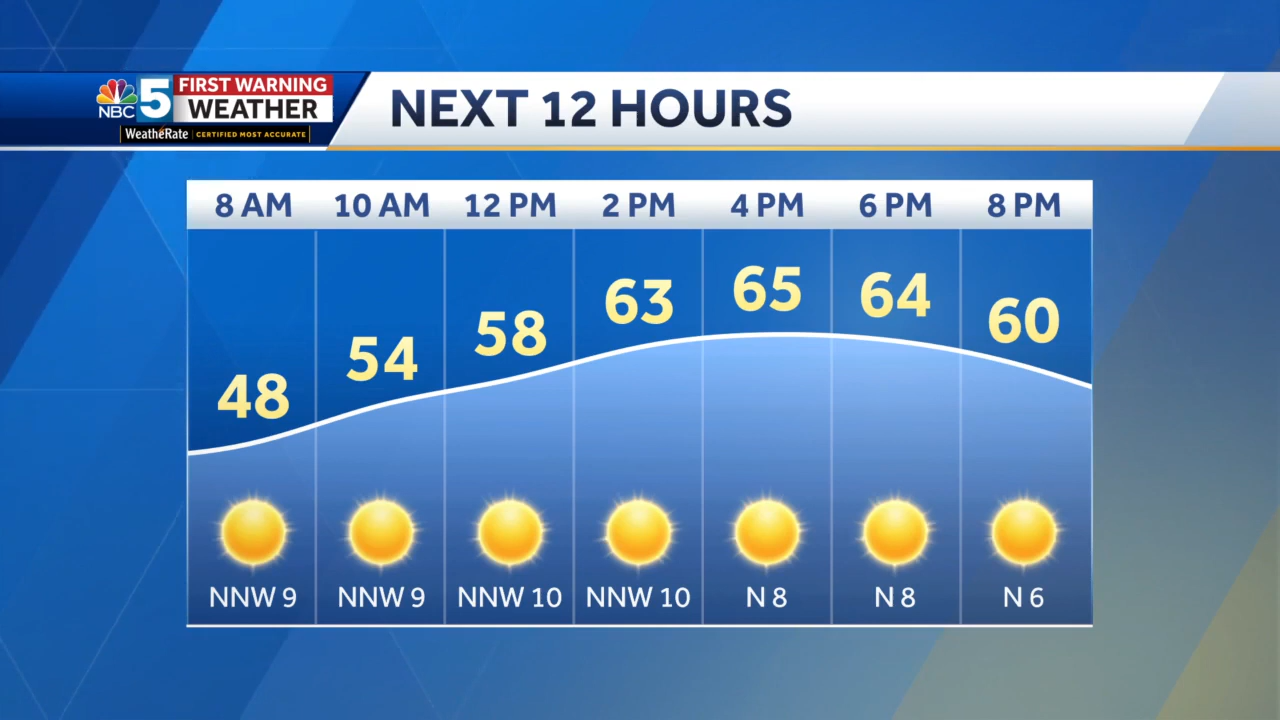 NBC 5 FIRST WARNING
WEATHER
WeatheRate | CERTIFIED MOST ACCURATE
NEXT 12 HOURS
8 AM 10 AM 12 PM 2 PM 4 PM 6 PM 8 PM
48 54 58 63 65 64 60
NNW 9 NNW 9 NNW 10 NNW 10 N 8 N 8 N 6